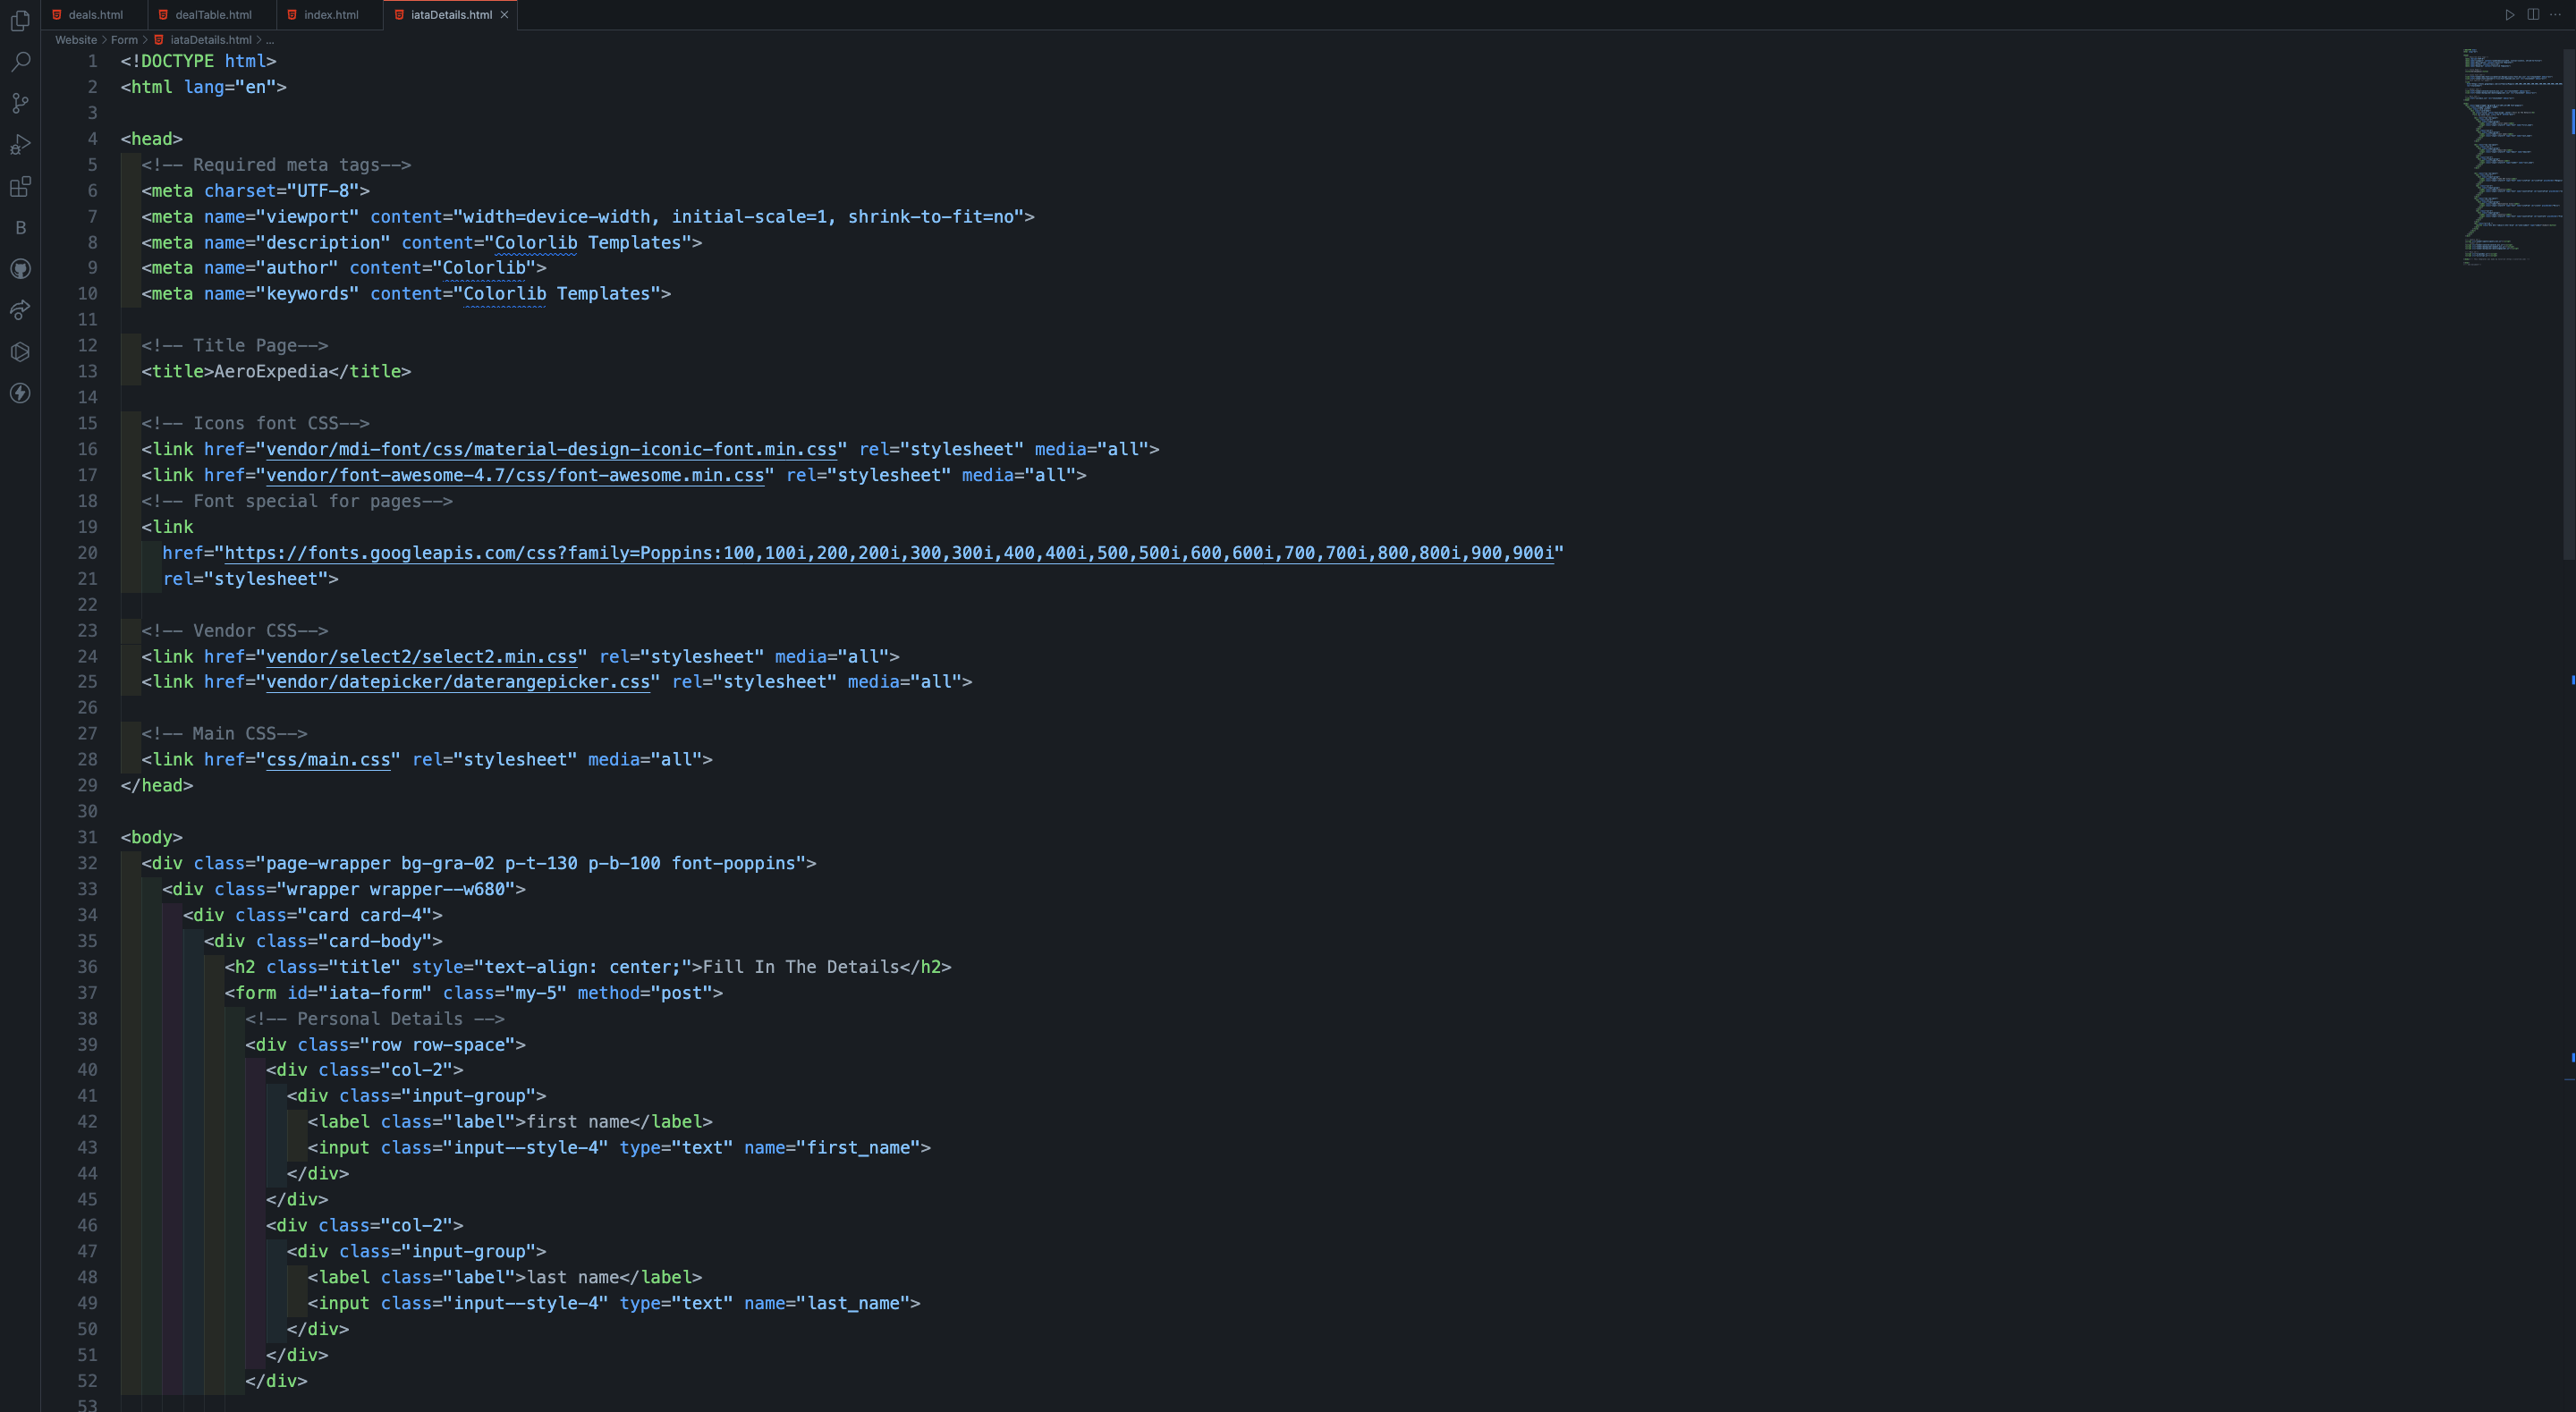 deals.html dealTable.html index.html iataDetails.html
Website > Form > iataDetails.html > ...
1 <!DOCTYPE html>
2 <html lang="en">
3
4 <head>
5 <!-- Required meta tags-->
6 <meta charset="UTF-8">
7 <meta name="viewport" content="width=device-width, initial-scale=1, shrink-to-fit=no">
8 <meta name="description" content="Colorlib Templates">
9 <meta name="author" content="Colorlib">
10 <meta name="keywords" content="Colorlib Templates">
11
12 <!-- Title Page-->
13 <title>AeroExpedia</title>
14
15 <!-- Icons font CSS-->
16 <link href="vendor/mdi-font/css/material-design-iconic-font.min.css" rel="stylesheet" media="all">
17 <link href="vendor/font-awesome-4.7/css/font-awesome.min.css" rel="stylesheet" media="all">
18 <!-- Font special for pages-->
19 <link
20 href="https://fonts.googleapis.com/css?family=Poppins:100,100i,200,200i,300,300i,400,400i,500,500i,600,600i,700,700i,800,800i,900,900i"
21 rel="stylesheet">
22
23 <!-- Vendor CSS-->
24 <link href="vendor/select2/select2.min.css" rel="stylesheet" media="all">
25 <link href="vendor/datepicker/daterangepicker.css" rel="stylesheet" media="all">
26
27 <!-- Main CSS-->
28 <link href="css/main.css" rel="stylesheet" media="all">
29 </head>
30
31 <body>
32 <div class="page-wrapper bg-gra-02 p-t-130 p-b-100 font-poppins">
33 <div class="wrapper wrapper--w680">
34 <div class="card card-4">
35 <div class="card-body">
36 <h2 class="title" style="text-align: center;">Fill In The Details</h2>
37 <form id="iata-form" class="my-5" method="post">
38 <!-- Personal Details -->
39 <div class="row row-space">
40 <div class="col-2">
41 <div class="input-group">
42 <label class="label">first name</label>
43 <input class="input--style-4" type="text" name="first_name">
44 </div>
45 </div>
46 <div class="col-2">
47 <div class="input-group">
48 <label class="label">last name</label>
49 <input class="input--style-4" type="text" name="last_name">
50 </div>
51 </div>
52 </div>
53